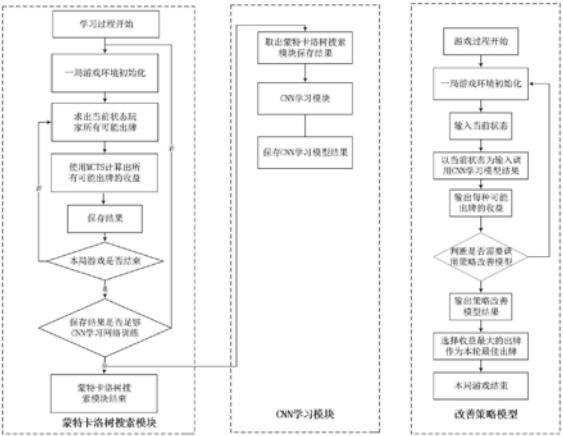 学习过程开始
一局游戏环境初始化
求出当前状态玩
家所有可能出牌
使用MCTS计算出所
有可能出牌的收益
保存结果
本局游戏是否结束
否
保存结果是否足够
CNN学习网络训练
否
是
蒙特卡洛树搜
索模块结束
蒙特卡洛树搜索模块
取出蒙特卡洛树搜索
模块保存结果
CNN学习模块
保存CNN学习模型结果
CNN学习模块
游戏过程开始
一局游戏环境初始化
输入当前状态
以当前状态为输入调
用CNN学习模型结果
输出每种可能
出牌的收益
判断是否需要调
用策略改善模型
输出策略改善
模型结果
选择收益最大的出牌
作为本轮最佳出牌
本局游戏结束
改善策略模型